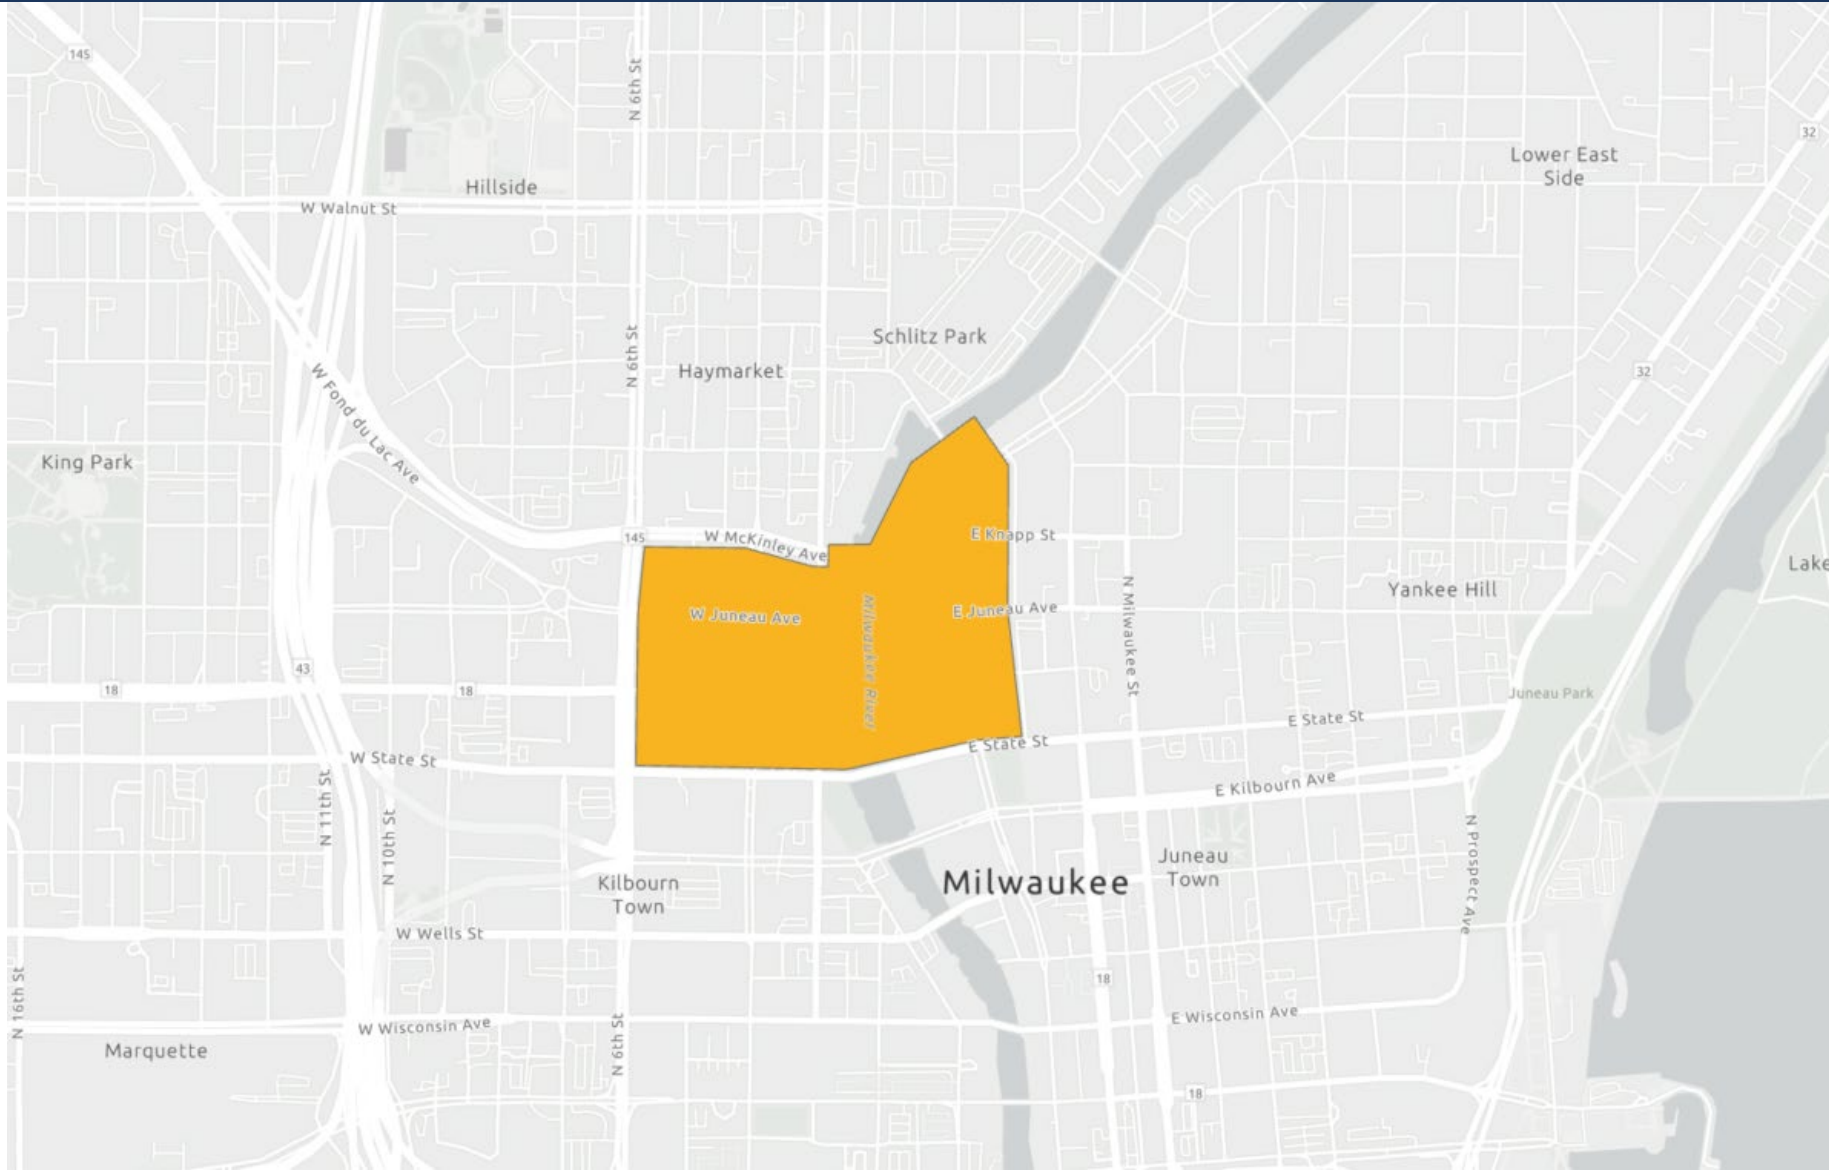 145
N 6th St
32
Lower East
Side
Hillside
W Walnut St
Schlitz Park
N 6th St
Haymarket
32
W Fond du Lac Ave
King Park
145
W McKinley Ave
E Knapp St
Lake
Yankee Hill
W Juneau Ave
E Juneau Ave
Milwaukee River
N Milwaukee St
43
18
18
Juneau Park
E State St
E State St
W State St
E Kilbourn Ave
N 11th St
N 10th St
N Prospect Ave
Juneau
Town
Milwaukee
Kilbourn
Town
W Wells St
18
N 16th St
E Wisconsin Ave
W Wisconsin Ave
N 6th St
Marquette
18